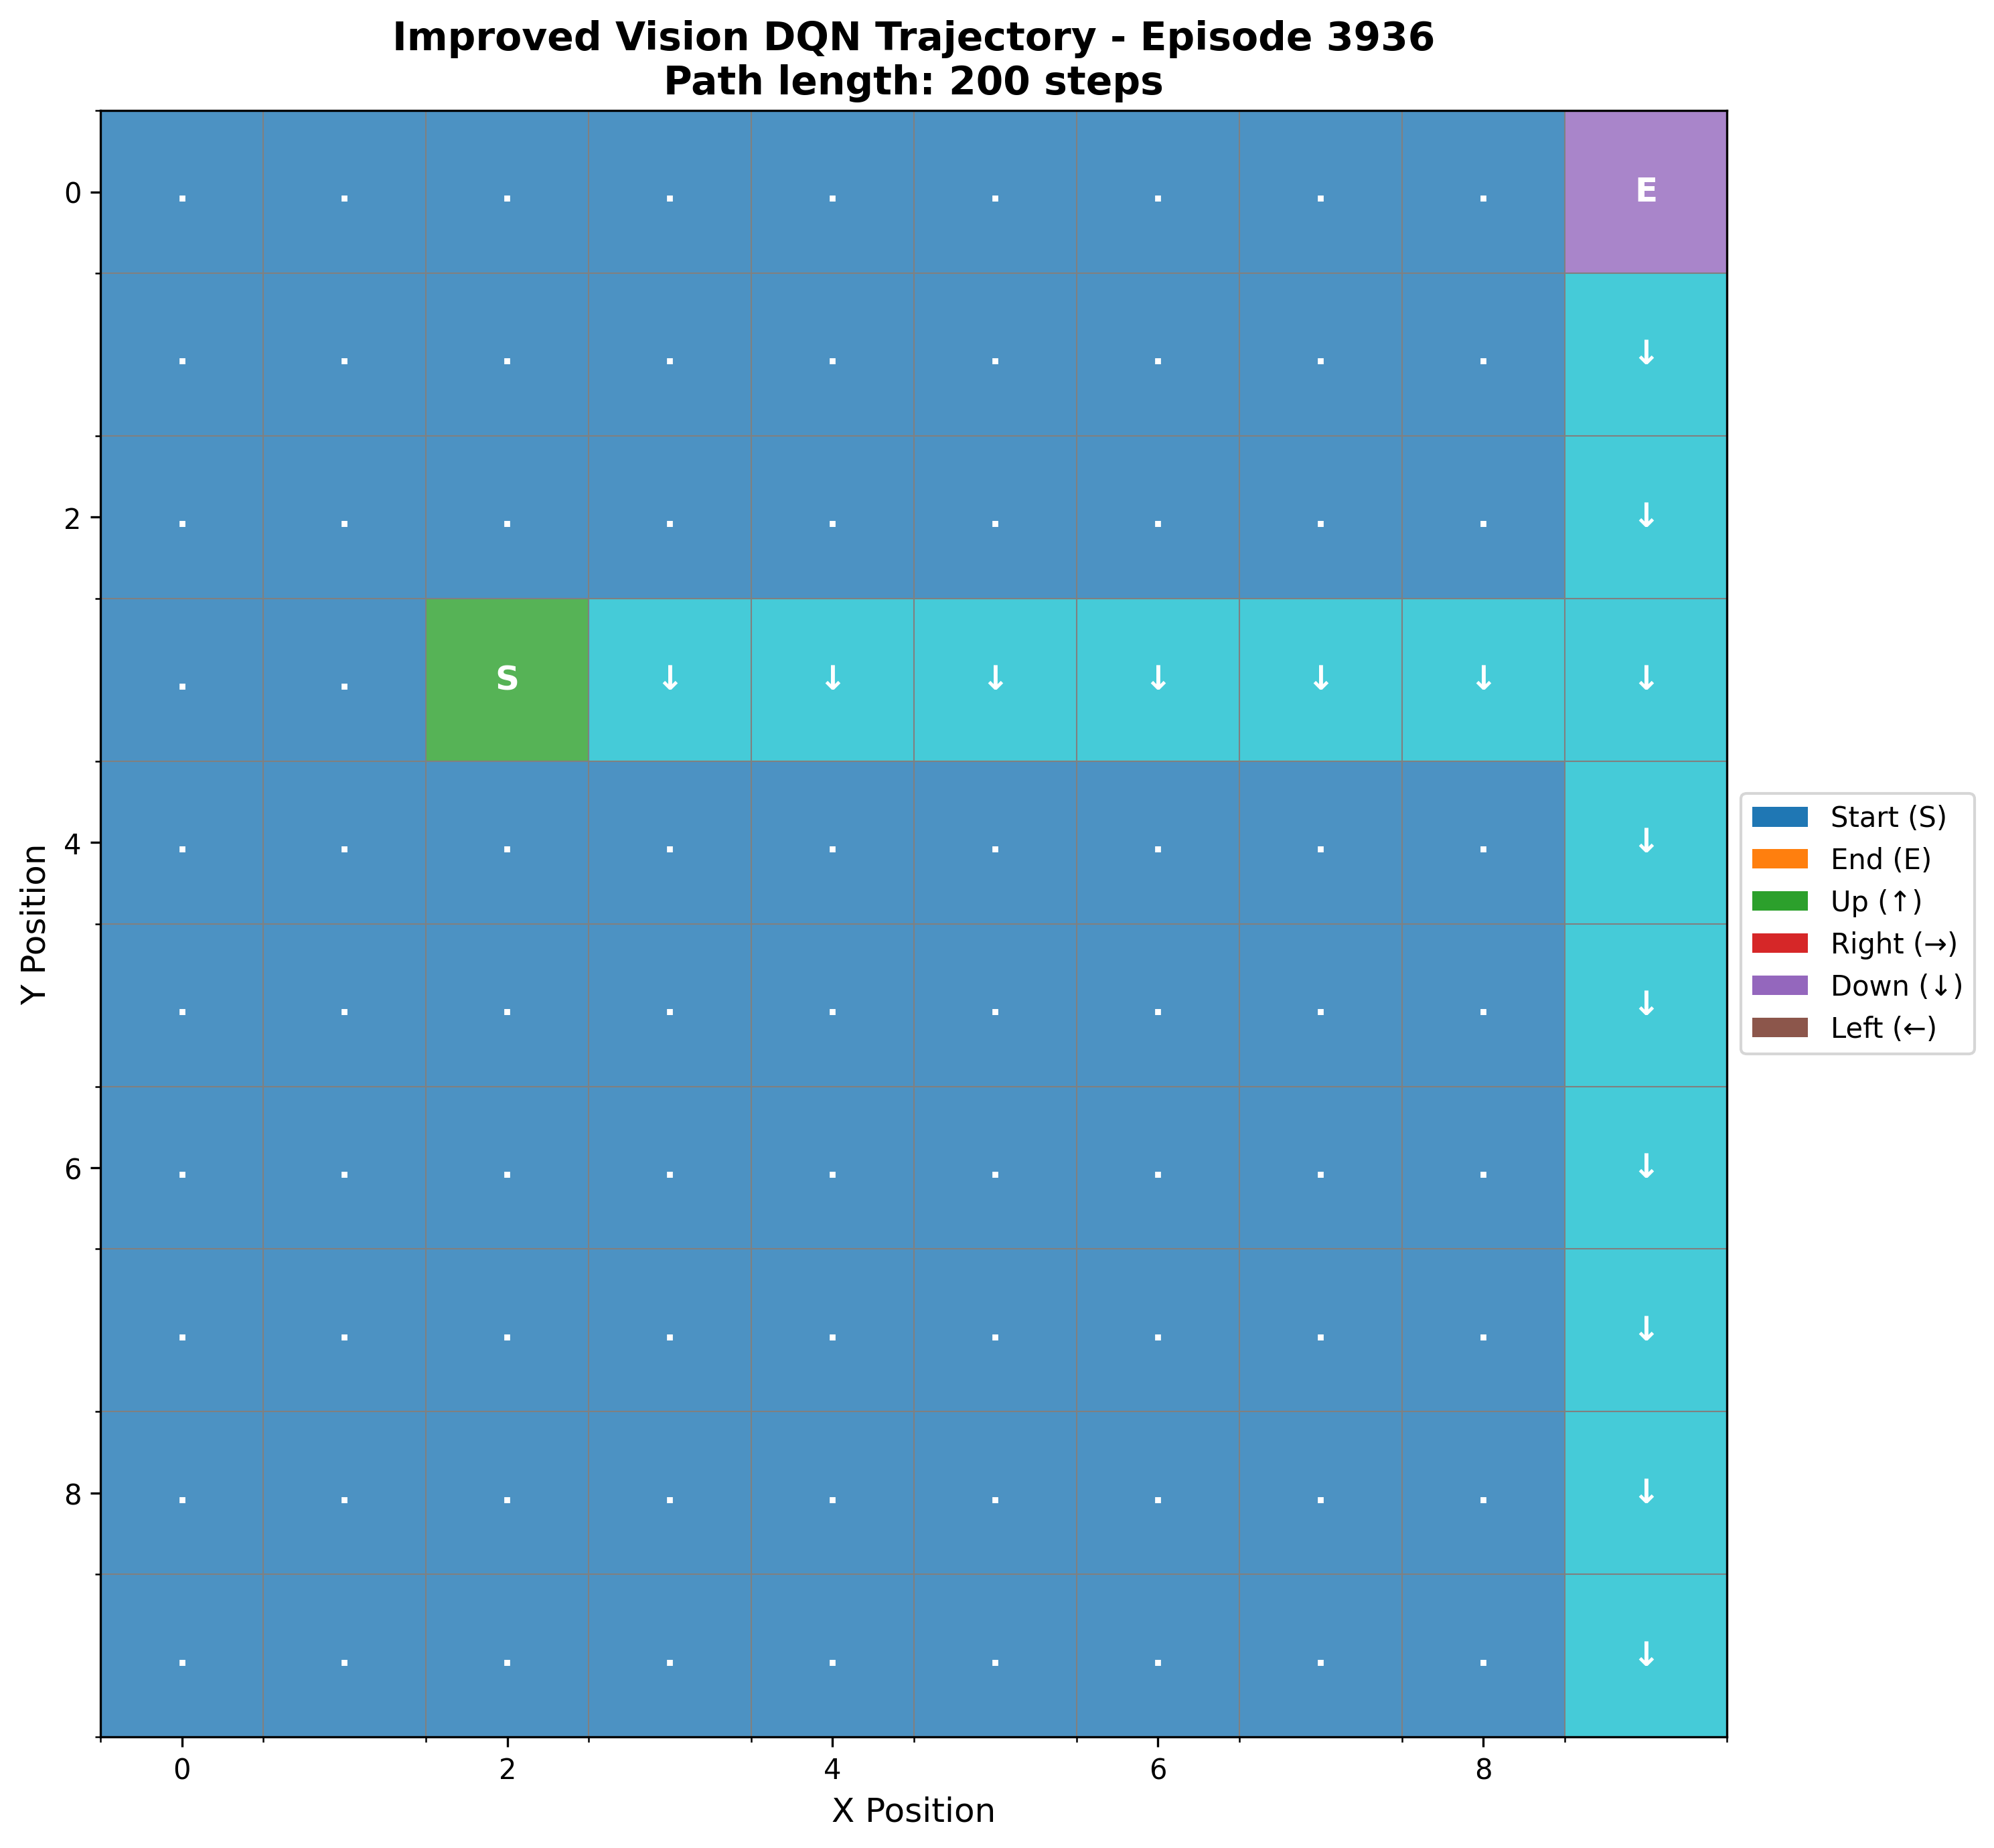 Improved Vision DQN Trajectory - Episode 3936
Path length: 200 steps
0 . . . . . . . . . E
. . . . . . . . . ↓
2 . . . . . . . . . ↓
. . S ↓ ↓ ↓ ↓ ↓ ↓ ↓
4 . . . . . . . . . ↓
. . . . . . . . . ↓
6 . . . . . . . . . ↓
. . . . . . . . . ↓
8 . . . . . . . . . ↓
. . . . . . . . . ↓
0 2 4 6 8
X Position
Y Position
Start (S)
End (E)
Up (↑)
Right (→)
Down (↓)
Left (←)